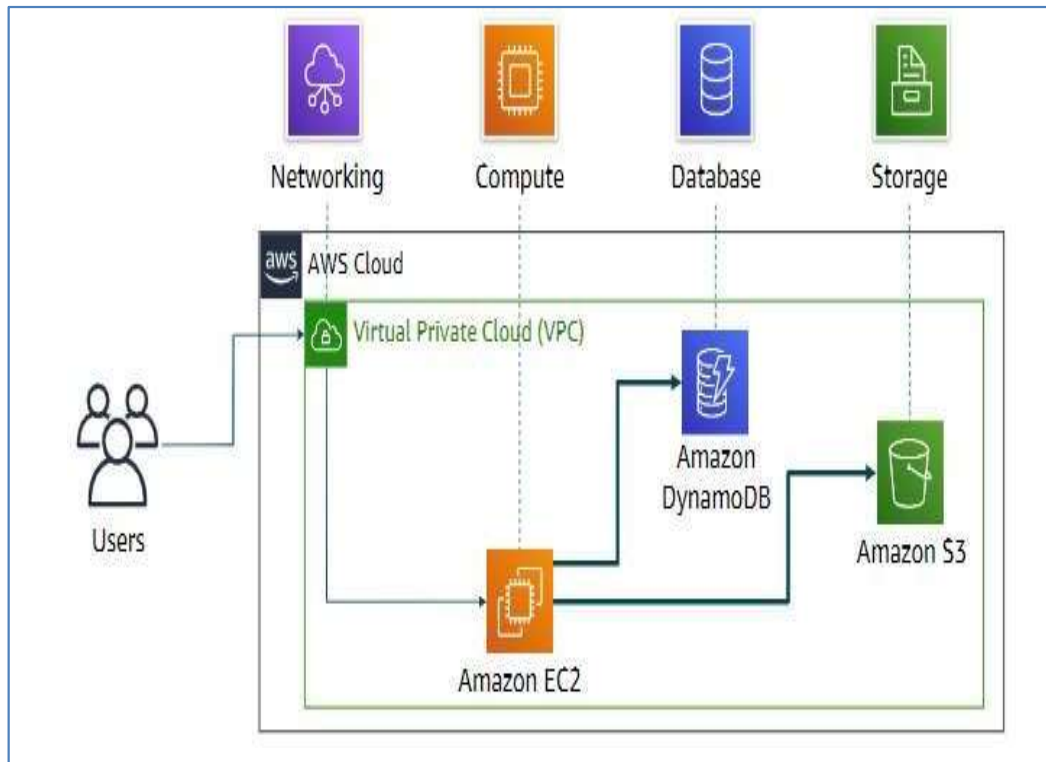 Networking
Compute
Database
Storage
aws
AWS Cloud
Virtual Private Cloud (VPC)
Users
Amazon
DynamoDB
Amazon S3
Amazon EC2